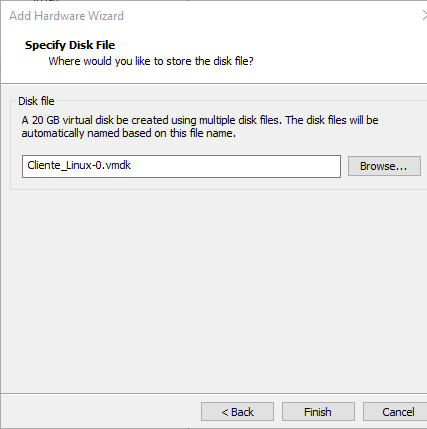 Add Hardware Wizard
Specify Disk File
Where would you like to store the disk file?
Disk file
A 20 GB virtual disk be created using multiple disk files. The disk files will be
automatically named based on this file name.
Cliente_Linux-0.vmdk
Browse...
< Back
Finish
Cancel